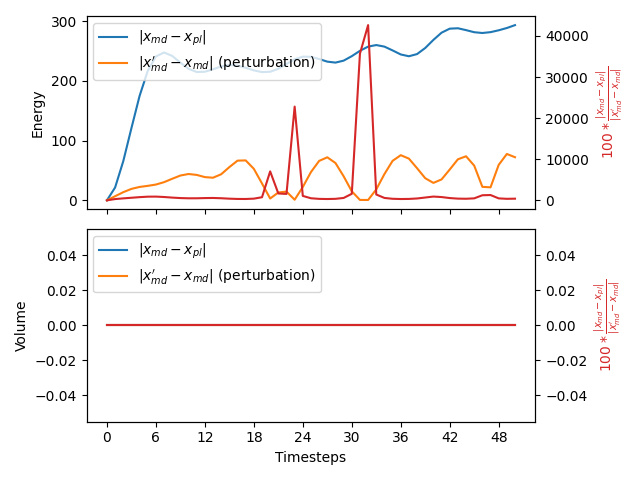 300
200
100
0
Energy
|x_md − x_pl|
|x′_md − x_md| (perturbation)
40000
30000
20000
10000
0
100 * |x_md − x_pl| / |x′_md − x_md|
0.04
0.02
0.00
−0.02
−0.04
Volume
|x_md − x_pl|
|x′_md − x_md| (perturbation)
0.04
0.02
0.00
−0.02
−0.04
100 * |x_md − x_pl| / |x′_md − x_md|
0 6 12 18 24 30 36 42 48
Timesteps